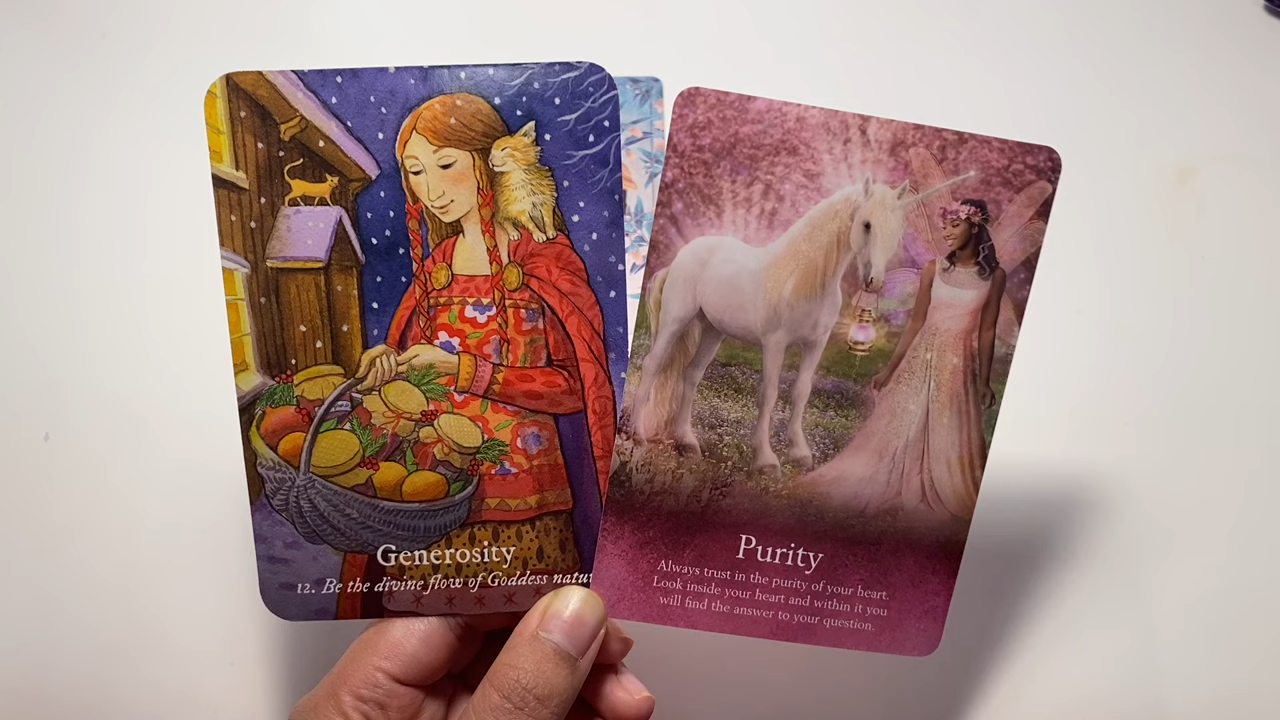 Generosity
12. Be the divine flow of Goddess
Purity
Always trust in the purity of your heart.
Look inside your heart and within it you
will find the answer to your question.